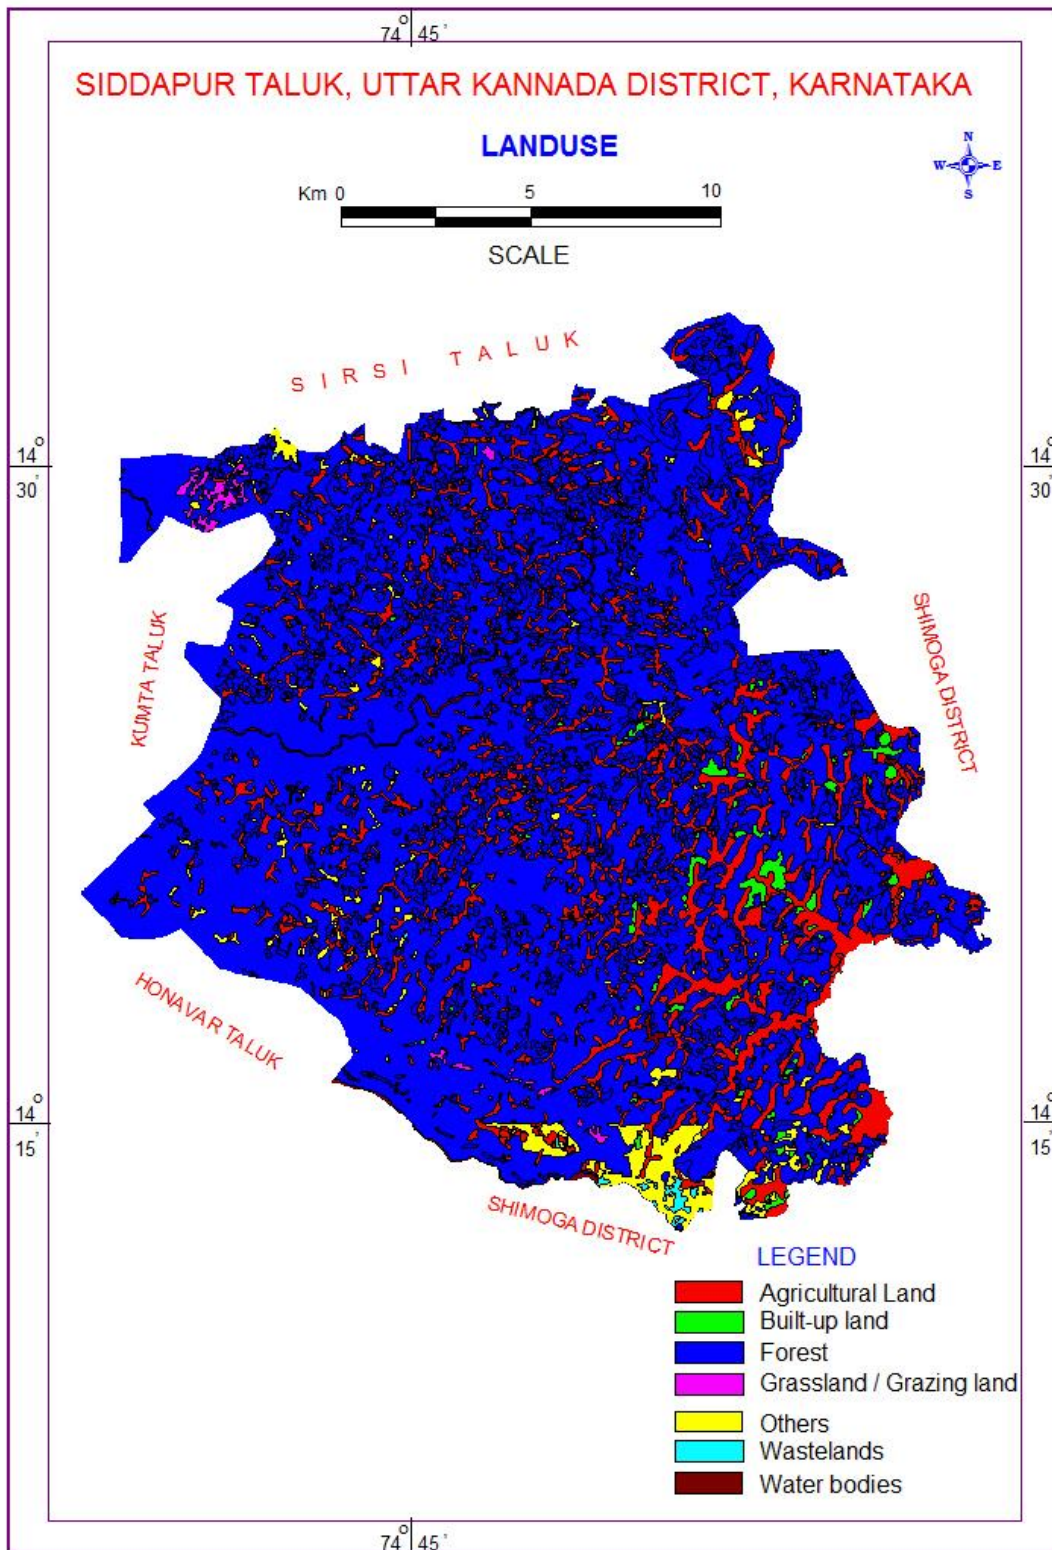 74° 45'
SIDDAPUR TALUK, UTTAR KANNADA DISTRICT, KARNATAKA
LANDUSE
N
W E
S
Km 0 5 10
SCALE
SIRSI TALUK
14° 30'
14° 30'
KUMTA TALUK
SHIMOGA DISTRICT
HONAVAR TALUK
14° 15'
14° 15'
SHIMOGA DISTRICT
LEGEND
Agricultural Land
Built-up land
Forest
Grassland / Grazing land
Others
Wastelands
Water bodies
74° 45'